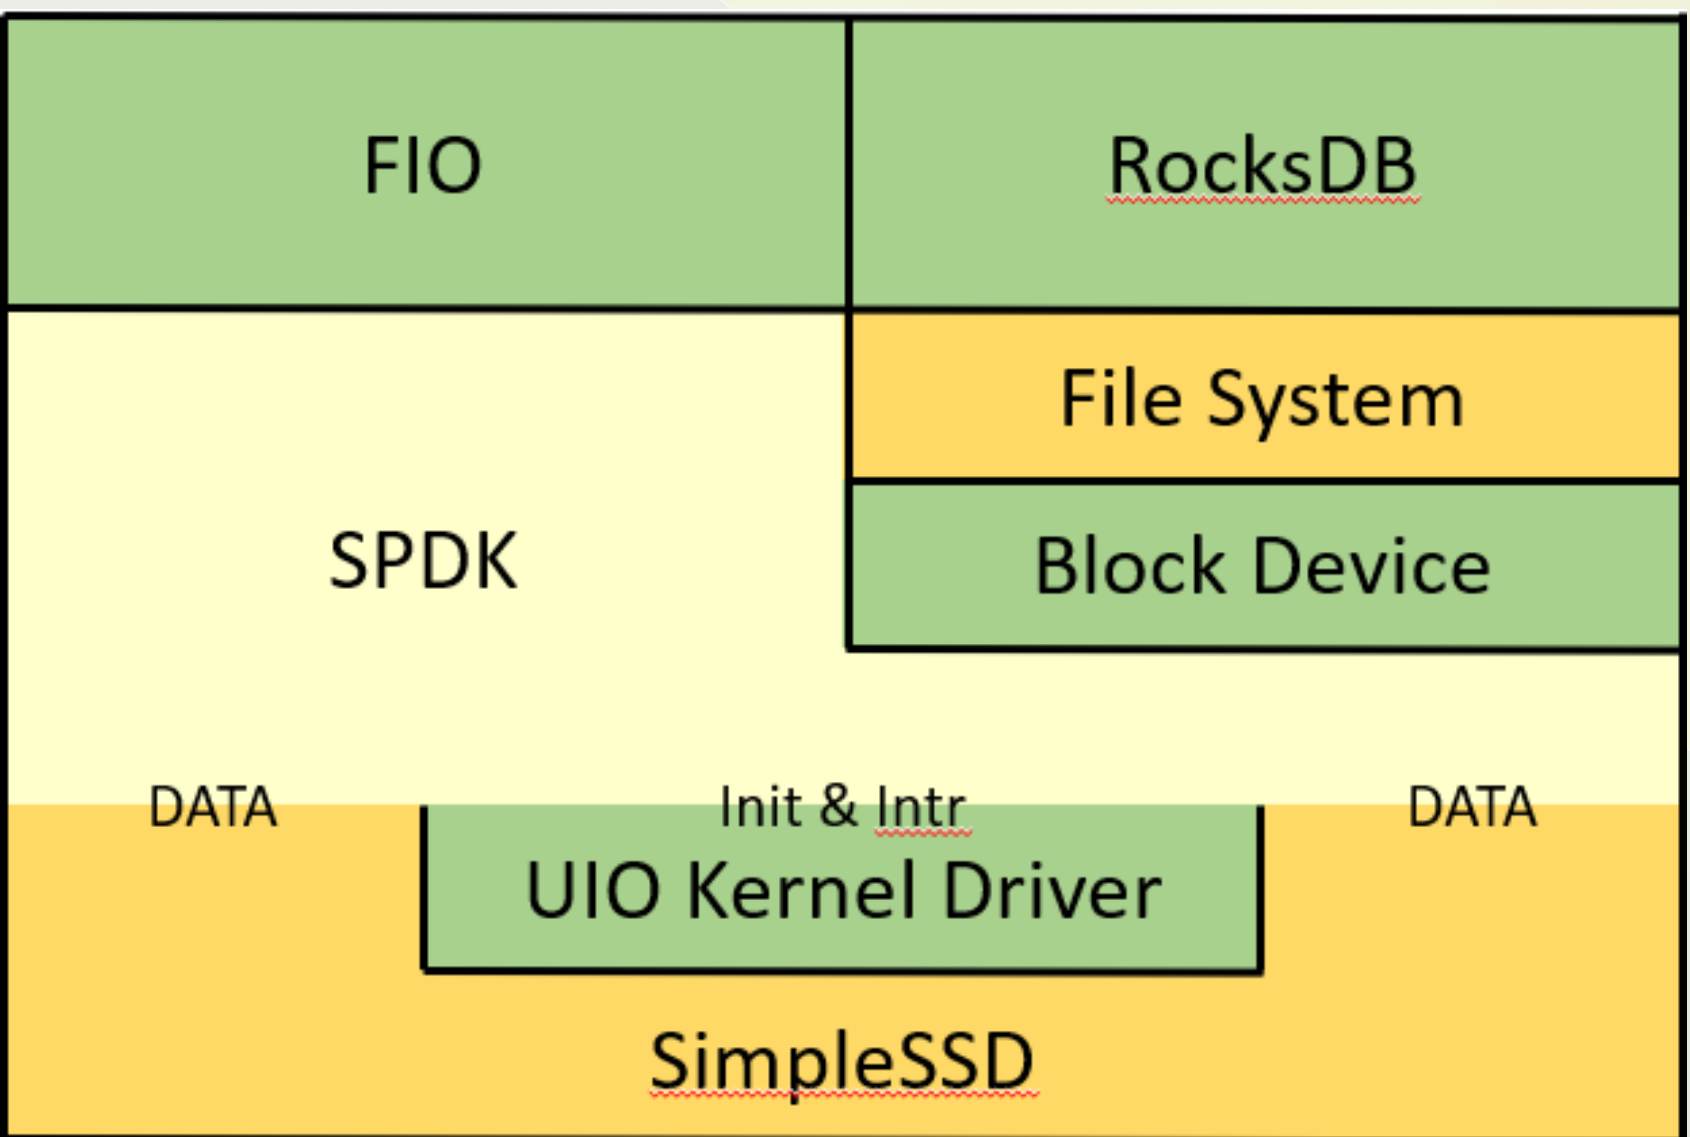 FIO
RocksDB
File System
SPDK
Block Device
DATA
Init & Intr
DATA
UIO Kernel Driver
SimpleSSD